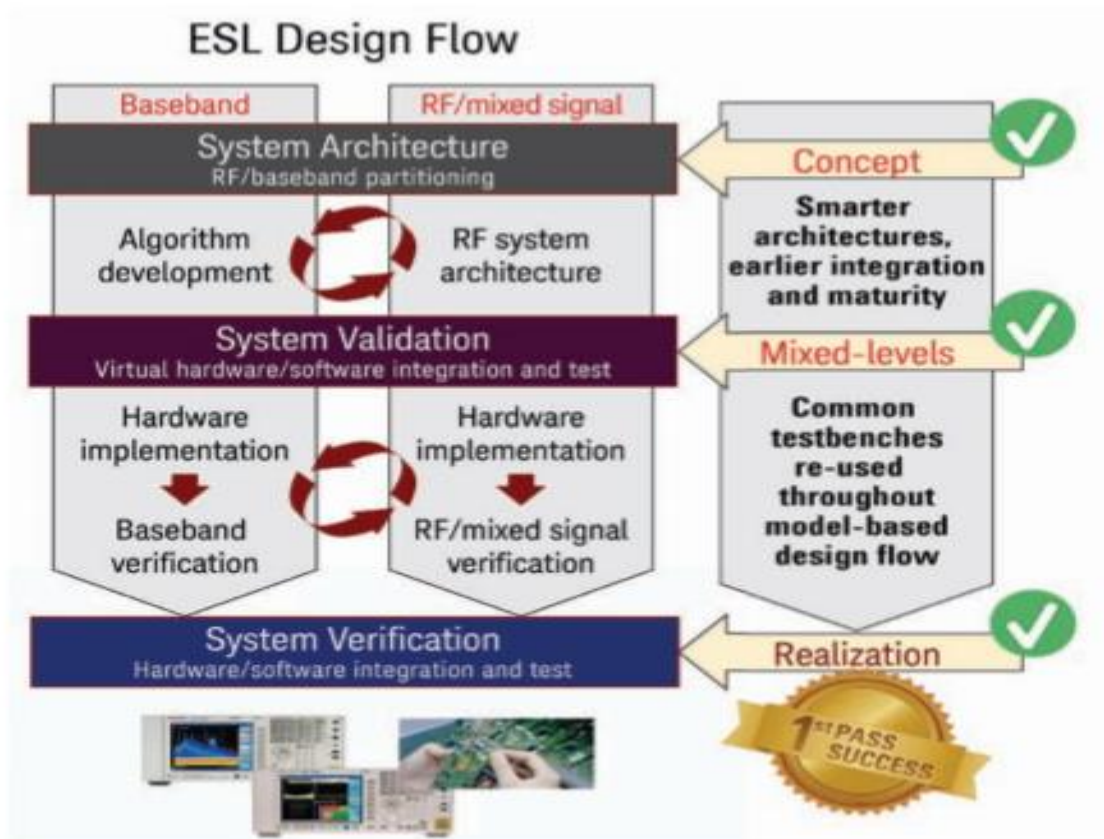 ESL Design Flow
Baseband
RF/mixed signal
System Architecture
RF/baseband partitioning
Concept
Algorithm
development
RF system
architecture
Smarter
architectures,
earlier integration
and maturity
System Validation
Virtual hardware/software integration and test
Mixed-levels
Hardware
implementation
Hardware
implementation
Baseband
verification
RF/mixed signal
verification
Common
testbenches
re-used
throughout
model-based
design flow
System Verification
Hardware/software integration and test
Realization
1ST PASS
SUCCESS